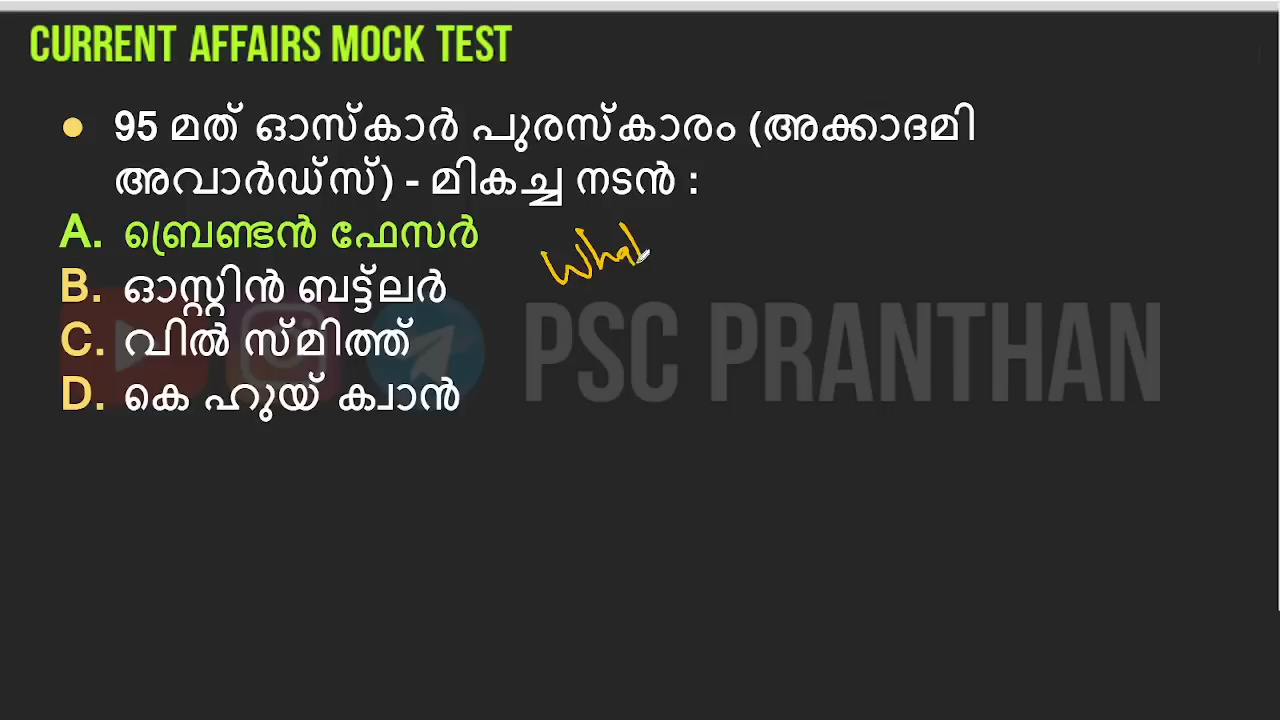 CURRENT AFFAIRS MOCK TEST
● 95 മത് ഓസ്കാർ പുരസ്കാരം (അക്കാദമി
അവാർഡ്സ്) - മികച്ച നടൻ :
A. ബ്രെണ്ടൻ ഫേസർ
Whal
B. ഓസ്റ്റിൻ ബട്ട്ലർ
C. വിൽ സ്മിത്ത്
D. കെ ഹുയ് ക്വാൻ
PSC PRANTHAN